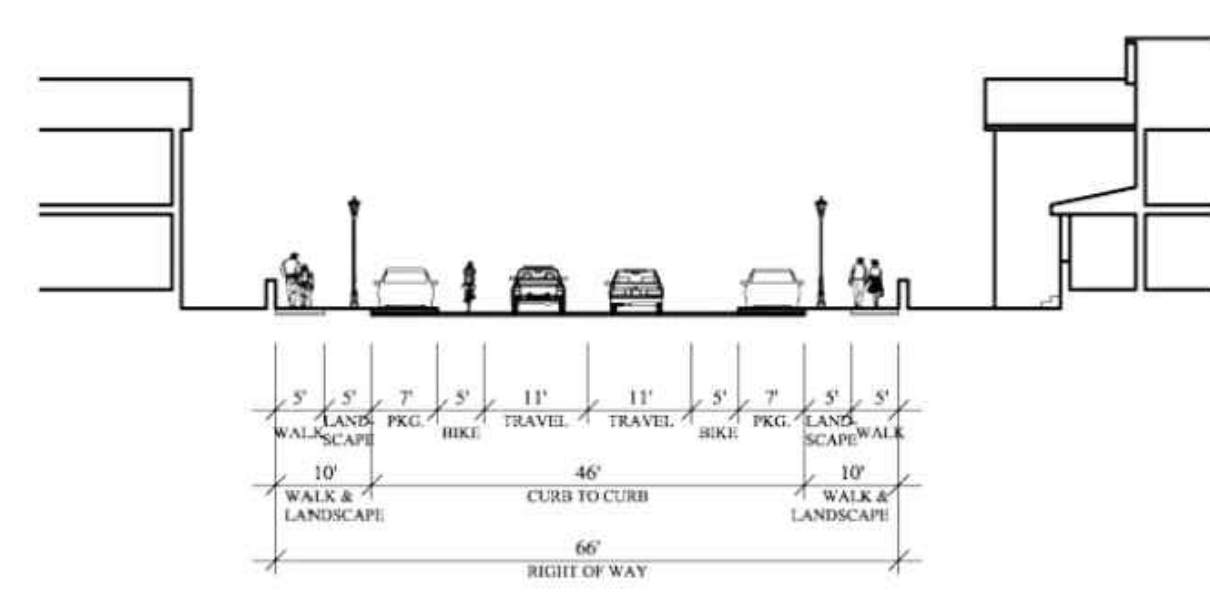 5' 5' 7' 5' 11' 11' 5' 7' 5' 5'
WALK LAND-SCAPE PKG. BIKE TRAVEL TRAVEL BIKE PKG. LAND-SCAPE WALK
10' 46' 10'
WALK & LANDSCAPE CURB TO CURB WALK & LANDSCAPE
66'
RIGHT OF WAY